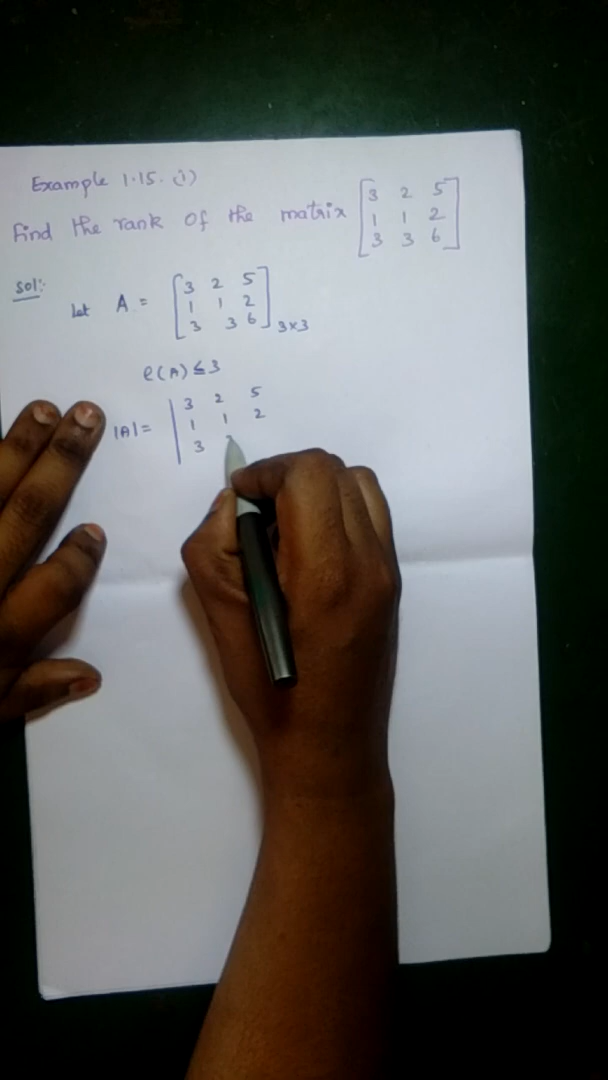 Example 1.15. (i)
Find the rank of the matrix [3 2 5
1 1 2
3 3 6]
Sol:-
Let A = [3 2 5
1 1 2
3 3 6] 3×3
ρ(A) ≤ 3
|A| = | 3 2 5
1 1 2
3